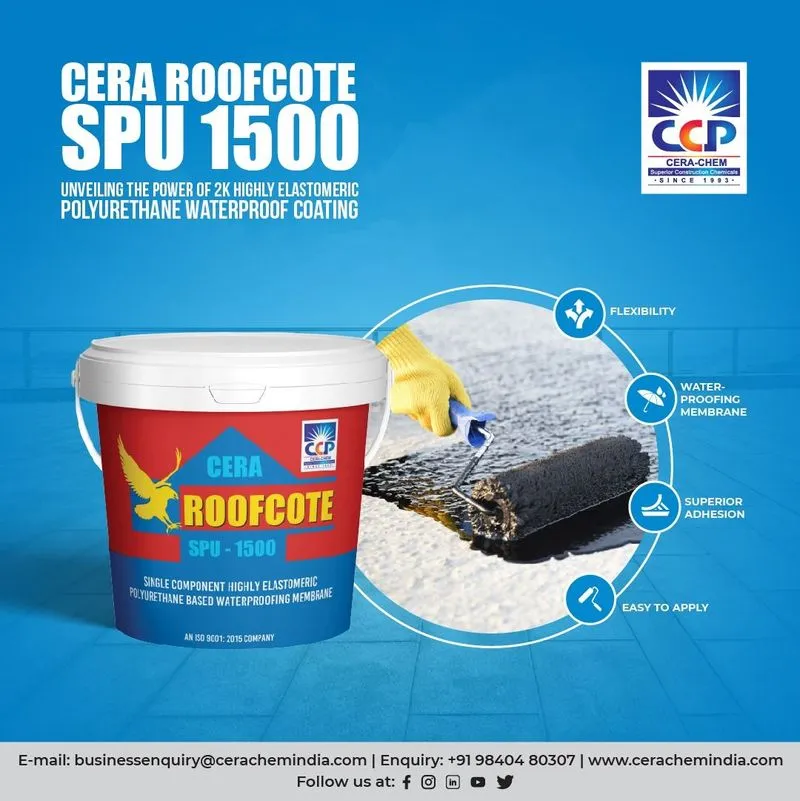 CERA ROOFCOTE
SPU 1500
UNVEILING THE POWER OF 2K HIGHLY ELASTOMERIC
POLYURETHANE WATERPROOF COATING
CCP
CERA-CHEM
Superior Construction Chemicals
· SINCE 1993 ·
FLEXIBILITY
WATER-
PROOFING
MEMBRANE
SUPERIOR
ADHESION
EASY TO APPLY
CCP
CERA-CHEM
CERA
ROOFCOTE
SPU - 1500
SINGLE COMPONENT HIGHLY ELASTOMERIC
POLYURETHANE BASED WATERPROOFING MEMBRANE
AN ISO 9001: 2015 COMPANY
E-mail: businessenquiry@cerachemindia.com | Enquiry: +91 98404 80307 | www.cerachemindia.com
Follow us at: